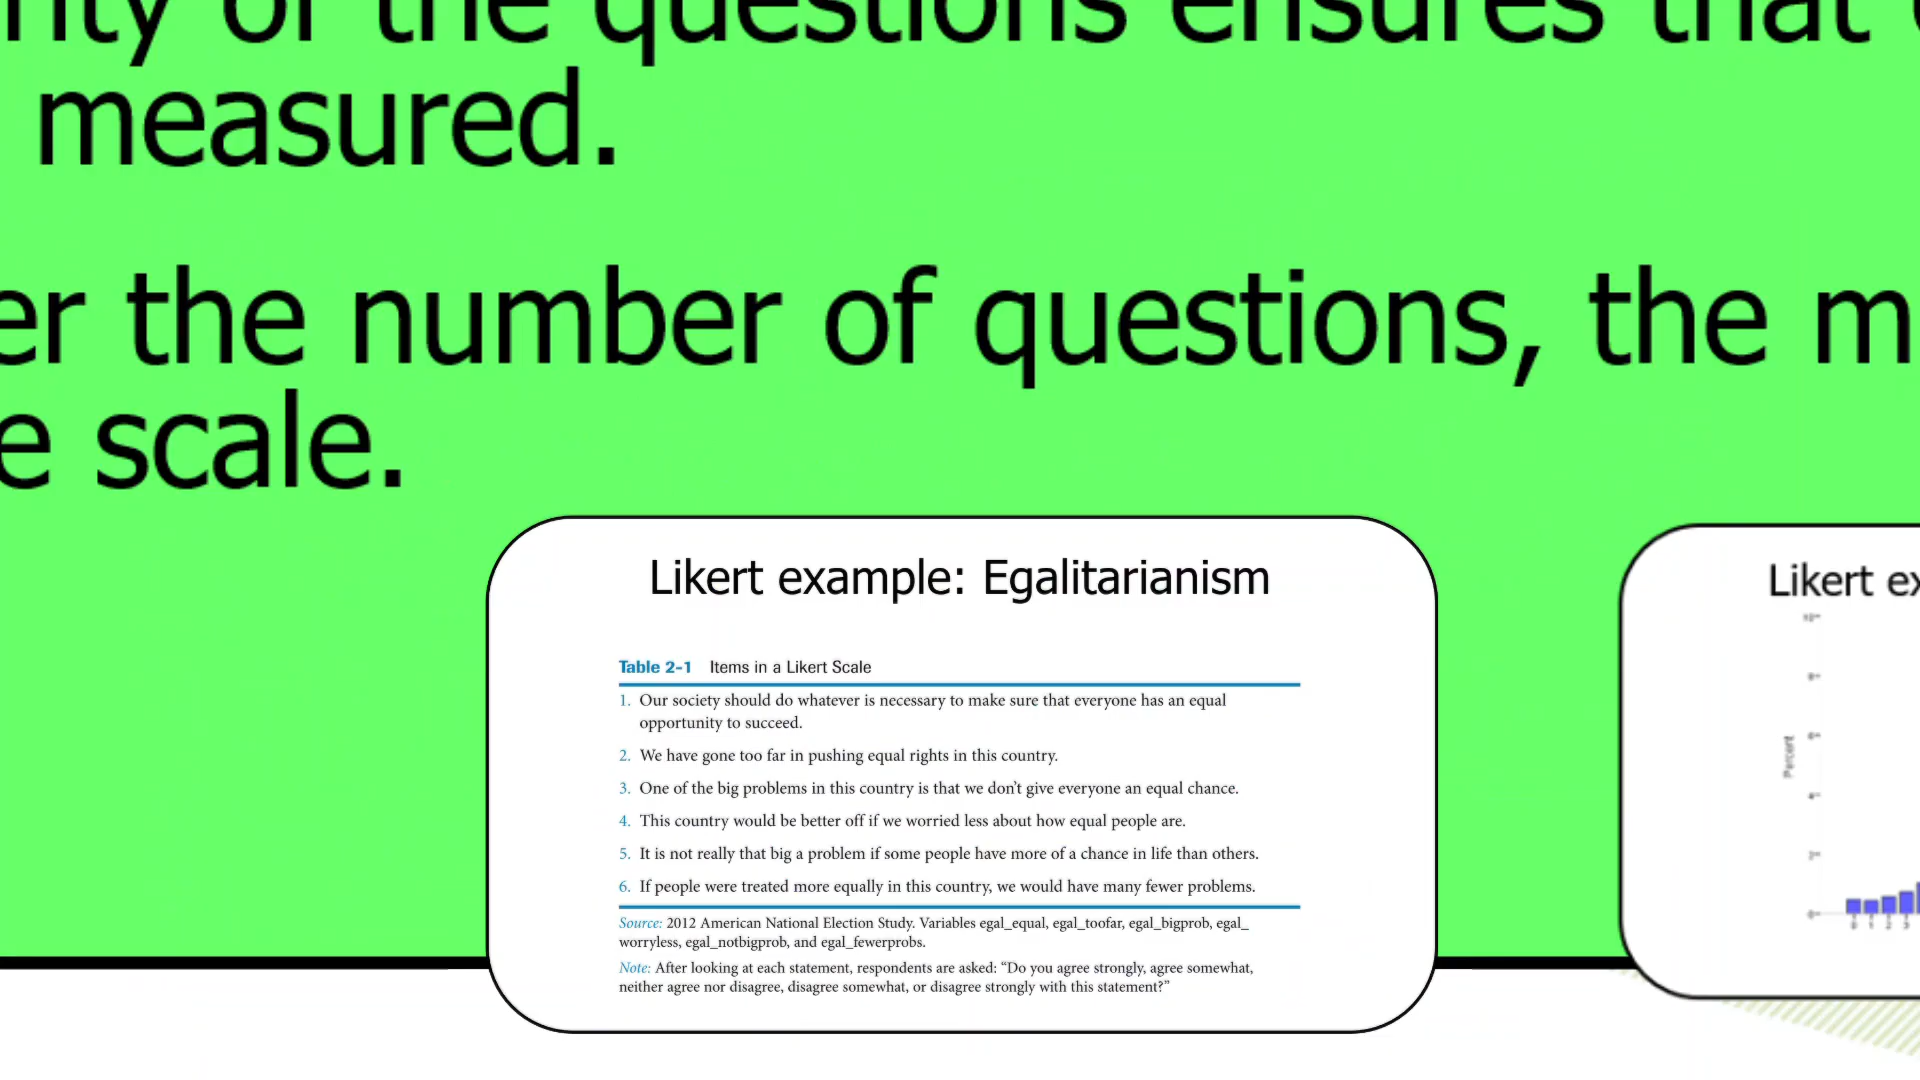 of the questions ensures that
measured.
the number of questions, the
scale.
Likert example: Egalitarianism
Table 2-1 Items in a Likert Scale
1. Our society should do whatever is necessary to make sure that everyone has an equal
opportunity to succeed.
2. We have gone too far in pushing equal rights in this country.
3. One of the big problems in this country is that we don't give everyone an equal chance.
4. This country would be better off if we worried less about how equal people are.
5. It is not really that big a problem if some people have more of a chance in life than others.
6. If people were treated more equally in this country, we would have many fewer problems.
Source: 2012 American National Election Study. Variables egal_equal, egal_toofar, egal_bigprob, egal_
worryless, egal_notbigprob, and egal_fewerprobs.
Note: After looking at each statement, respondents are asked: “Do you agree strongly, agree somewhat,
neither agree nor disagree, disagree somewhat, or disagree strongly with this statement?”
Likert
Percent